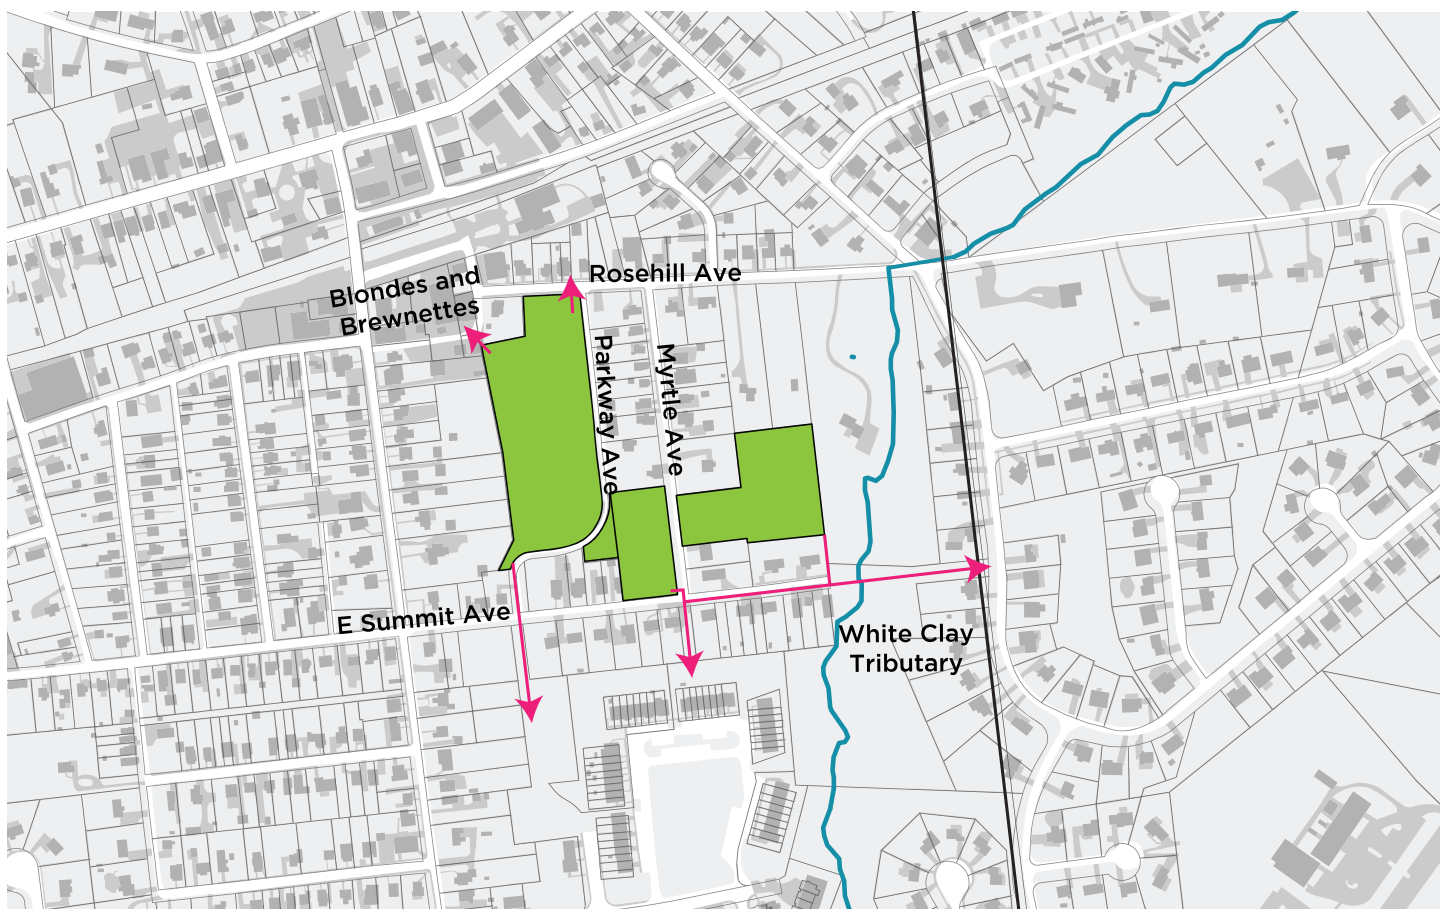 Rosehill Ave
Blondes and
Brewnettes
Parkway Ave
Myrtle Ave
E Summit Ave
White Clay
Tributary